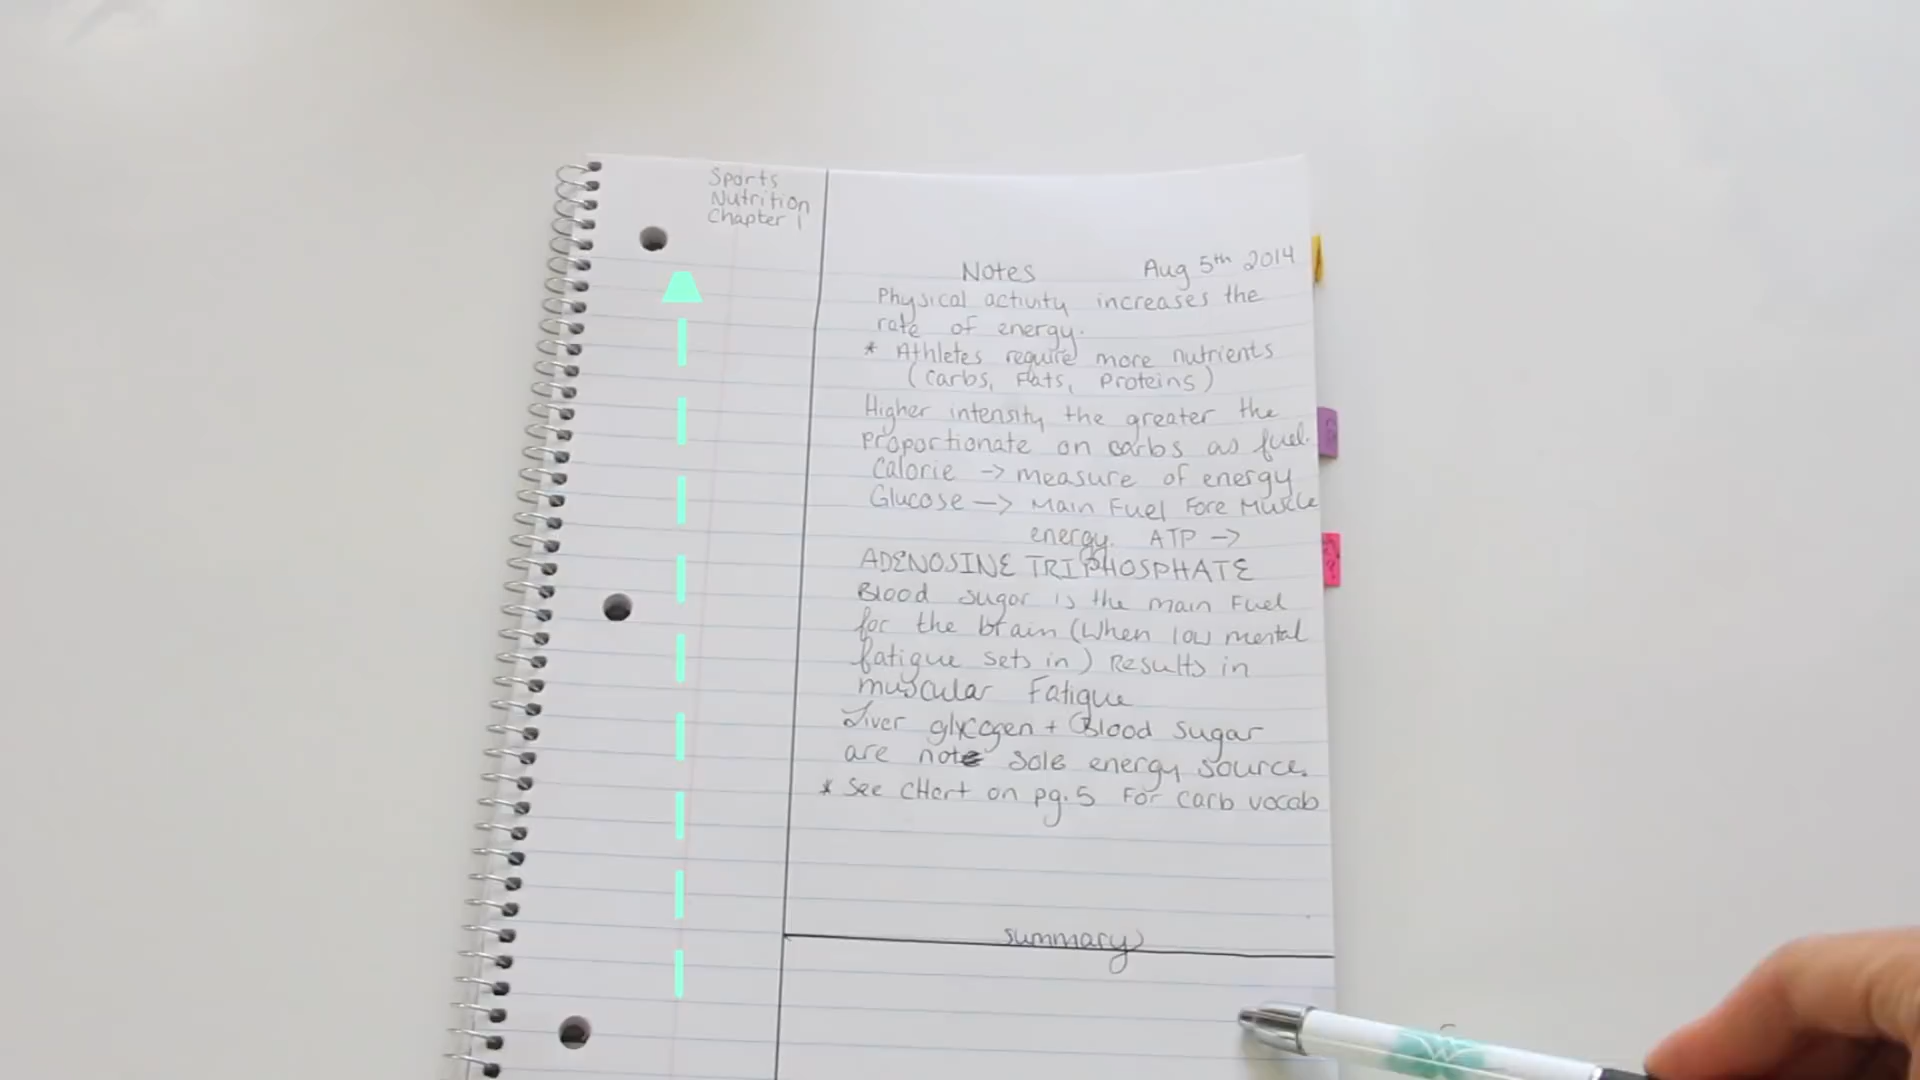 Sports
Nutrition
Chapter 1
Notes Aug 5th 2014
Physical activity increases the
rate of energy.
* Athletes require more nutrients
(Carbs, Fats, Proteins)
Higher intensity the greater the
proportionate on carbs as fuel.
Calorie -> measure of energy
Glucose -> Main Fuel Fore Muscle
energy. ATP ->
ADENOSINE TRIPHOSPHATE
Blood sugar is the main Fuel
for the brain (When low mental
fatigue sets in) Results in
muscular Fatigue
Liver glycogen + Blood Sugar
are note sole energy source.
* See CHart on pg. 5 For Carb vocab
summary